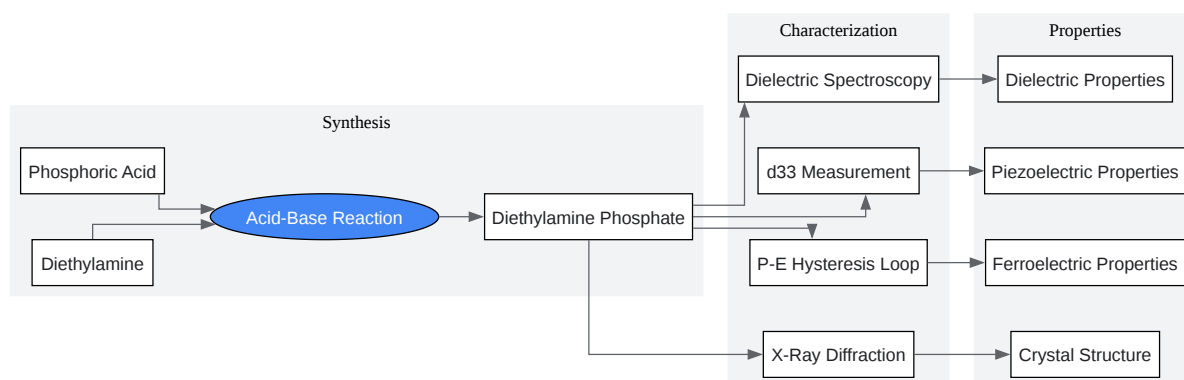 Characterization
Properties
Dielectric Spectroscopy
Dielectric Properties
Synthesis
Phosphoric Acid
d33 Measurement
Piezoelectric Properties
Acid-Base Reaction
Diethylamine Phosphate
Diethylamine
P-E Hysteresis Loop
Ferroelectric Properties
X-Ray Diffraction
Crystal Structure